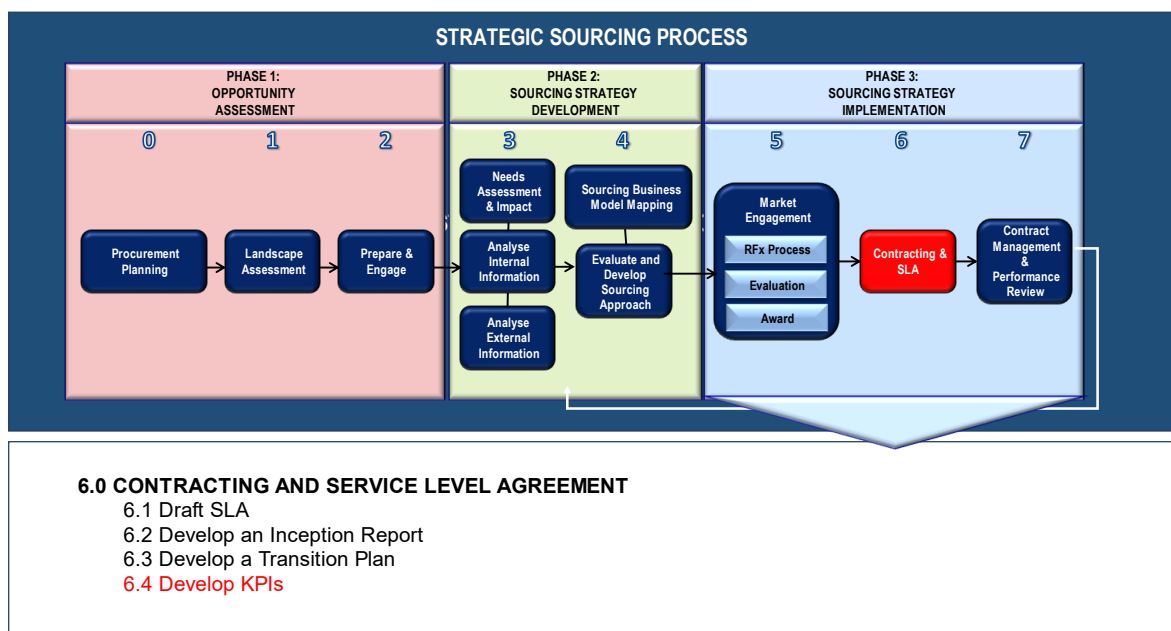 STRATEGIC SOURCING PROCESS
PHASE 1:
OPPORTUNITY
ASSESSMENT
PHASE 2:
SOURCING STRATEGY
DEVELOPMENT
PHASE 3:
SOURCING STRATEGY
IMPLEMENTATION
0
1
2
3
4
5
6
7
Procurement
Planning
Landscape
Assessment
Prepare &
Engage
Needs
Assessment
& Impact
Analyse
Internal
Information
Analyse
External
Information
Sourcing Business
Model Mapping
Evaluate and
Develop
Sourcing
Approach
Market
Engagement
RFx Process
Evaluation
Award
Contracting &
SLA
Contract
Management
&
Performance
Review
6.0 CONTRACTING AND SERVICE LEVEL AGREEMENT
6.1 Draft SLA
6.2 Develop an Inception Report
6.3 Develop a Transition Plan
6.4 Develop KPIs